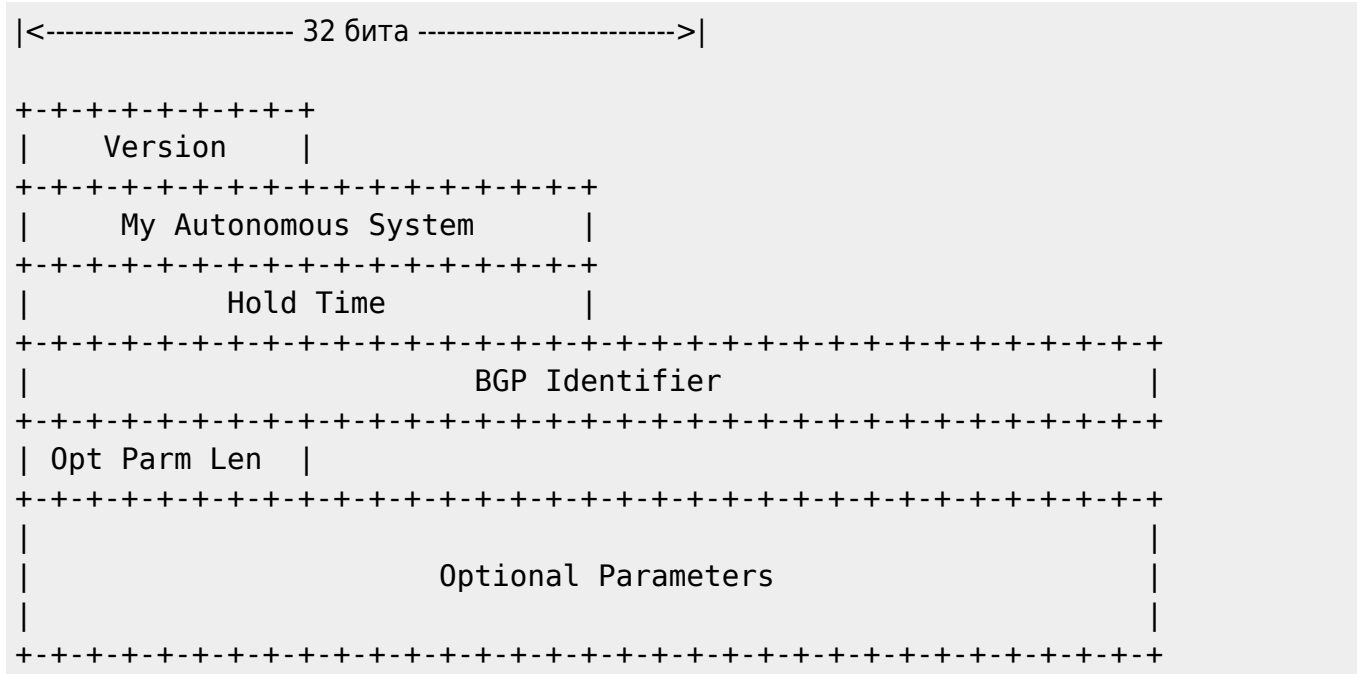 |<-------------------------- 32 бита --------------------------->|
+-+-+-+-+-+-+-+-+
|    Version    |
+-+-+-+-+-+-+-+-+-+-+-+-+-+-+-+-+
|     My Autonomous System      |
+-+-+-+-+-+-+-+-+-+-+-+-+-+-+-+-+
|           Hold Time           |
+-+-+-+-+-+-+-+-+-+-+-+-+-+-+-+-+-+-+-+-+-+-+-+-+-+-+-+-+-+-+-+-+
|                         BGP Identifier                        |
+-+-+-+-+-+-+-+-+-+-+-+-+-+-+-+-+-+-+-+-+-+-+-+-+-+-+-+-+-+-+-+-+
| Opt Parm Len  |
+-+-+-+-+-+-+-+-+-+-+-+-+-+-+-+-+-+-+-+-+-+-+-+-+-+-+-+-+-+-+-+-+
|                                                               |
|                       Optional Parameters                     |
|                                                               |
+-+-+-+-+-+-+-+-+-+-+-+-+-+-+-+-+-+-+-+-+-+-+-+-+-+-+-+-+-+-+-+-+